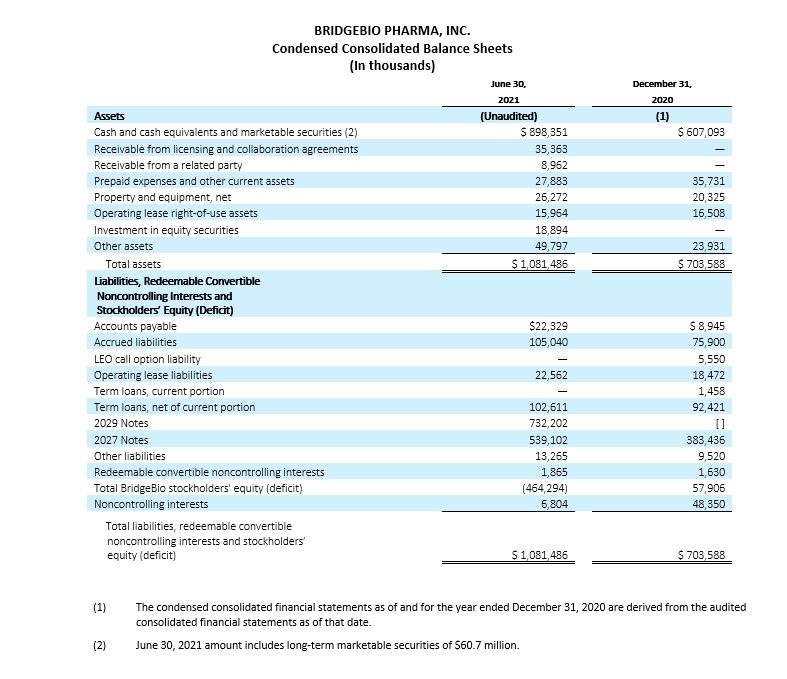 BRIDGEBIO PHARMA, INC.
Condensed Consolidated Balance Sheets
(In thousands)
June 30, December 31,
2021 2020
Assets (Unaudited) (1)
Cash and cash equivalents and marketable securities (2) $ 898,351 $ 607,093
Receivable from licensing and collaboration agreements 35,363 —
Receivable from a related party 8,962 —
Prepaid expenses and other current assets 27,883 35,731
Property and equipment, net 26,272 20,325
Operating lease right-of-use assets 15,964 16,508
Investment in equity securities 18,894 —
Other assets 49,797 23,931
Total assets $ 1,081,486 $ 703,588
Liabilities, Redeemable Convertible
Noncontrolling Interests and
Stockholders' Equity (Deficit)
Accounts payable $22,329 $ 8,945
Accrued liabilities 105,040 75,900
LEO call option liability — 5,550
Operating lease liabilities 22,562 18,472
Term loans, current portion — 1,458
Term loans, net of current portion 102,611 92,421
2029 Notes 732,202 []
2027 Notes 539,102 383,436
Other liabilities 13,265 9,520
Redeemable convertible noncontrolling interests 1,865 1,630
Total BridgeBio stockholders' equity (deficit) (464,294) 57,906
Noncontrolling interests 6,804 48,350
Total liabilities, redeemable convertible
noncontrolling interests and stockholders'
equity (deficit) $ 1,081,486 $ 703,588
(1) The condensed consolidated financial statements as of and for the year ended December 31, 2020 are derived from the audited
consolidated financial statements as of that date.
(2) June 30, 2021 amount includes long-term marketable securities of $60.7 million.